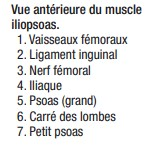 Vue antérieure du muscle
iliopsoas.
1. Vaisseaux fémoraux
2. Ligament inguinal
3. Nerf fémoral
4. Iliaque
5. Psoas (grand)
6. Carré des lombes
7. Petit psoas